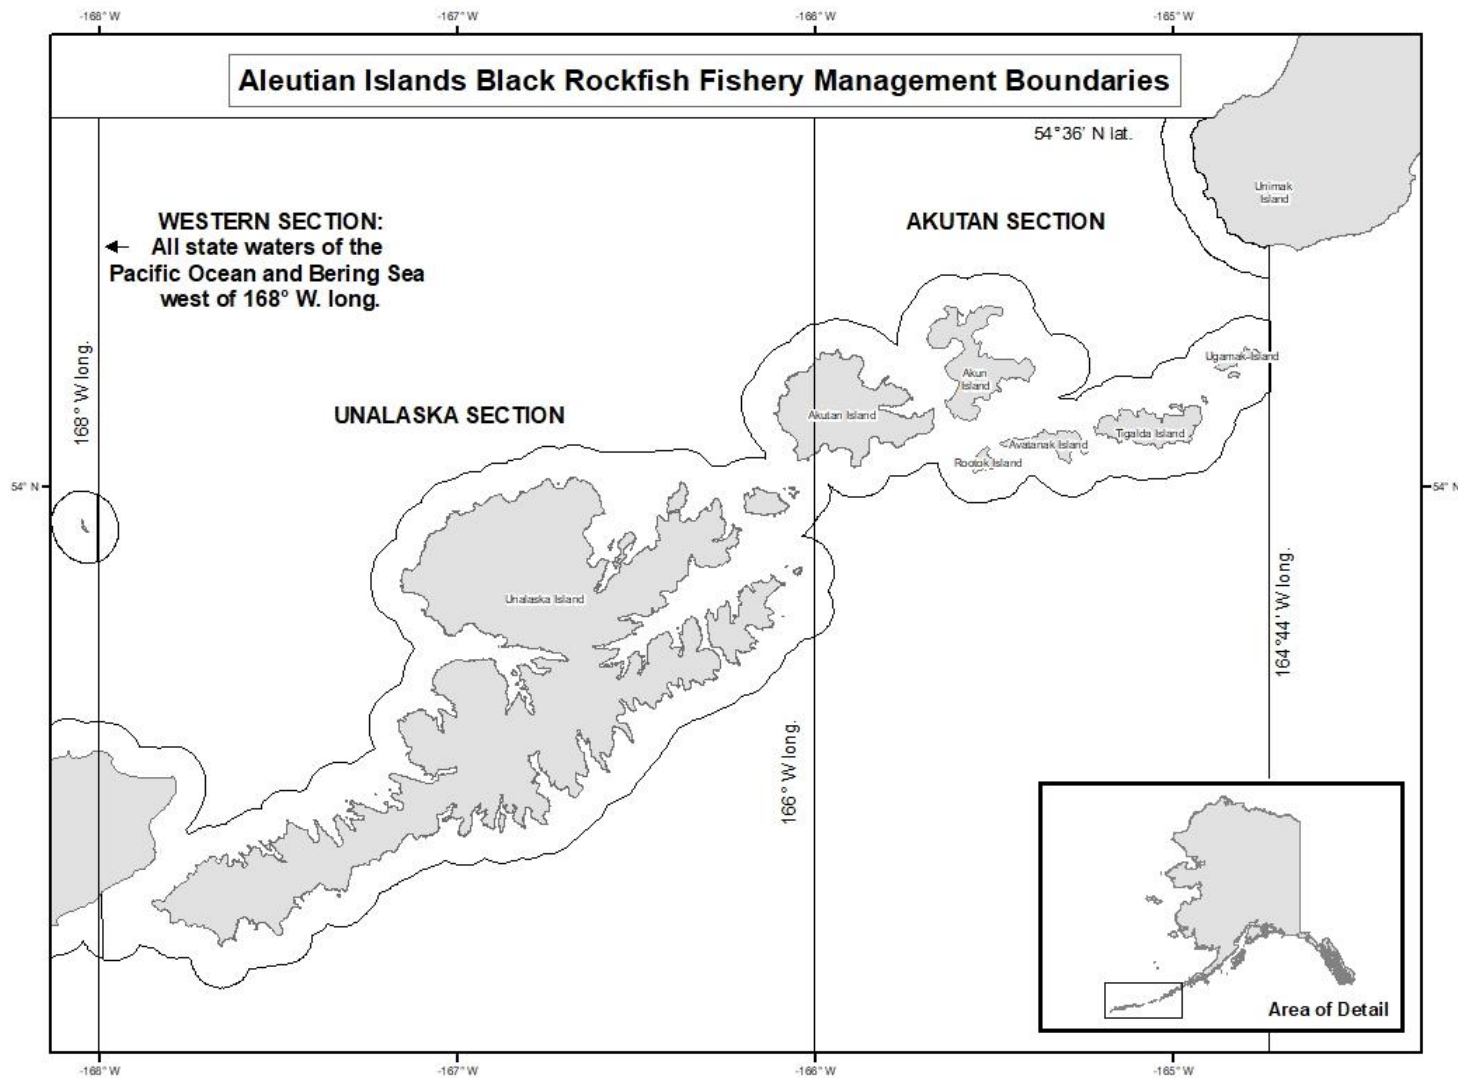 -168° W
-167° W
-166° W
-165° W
Aleutian Islands Black Rockfish Fishery Management Boundaries
54°36' N lat.
Unimak
Island
WESTERN SECTION:
All state waters of the
Pacific Ocean and Bering Sea
west of 168° W. long.
AKUTAN SECTION
168° W long.
UNALASKA SECTION
Ugamak Island
Akun
Island
Akutan Island
Tigalda Island
Avatanak Island
Rootok Island
54° N
54° N
Unalaska Island
164°44' W long.
166° W long.
Area of Detail
-168° W
-167° W
-166° W
-165° W